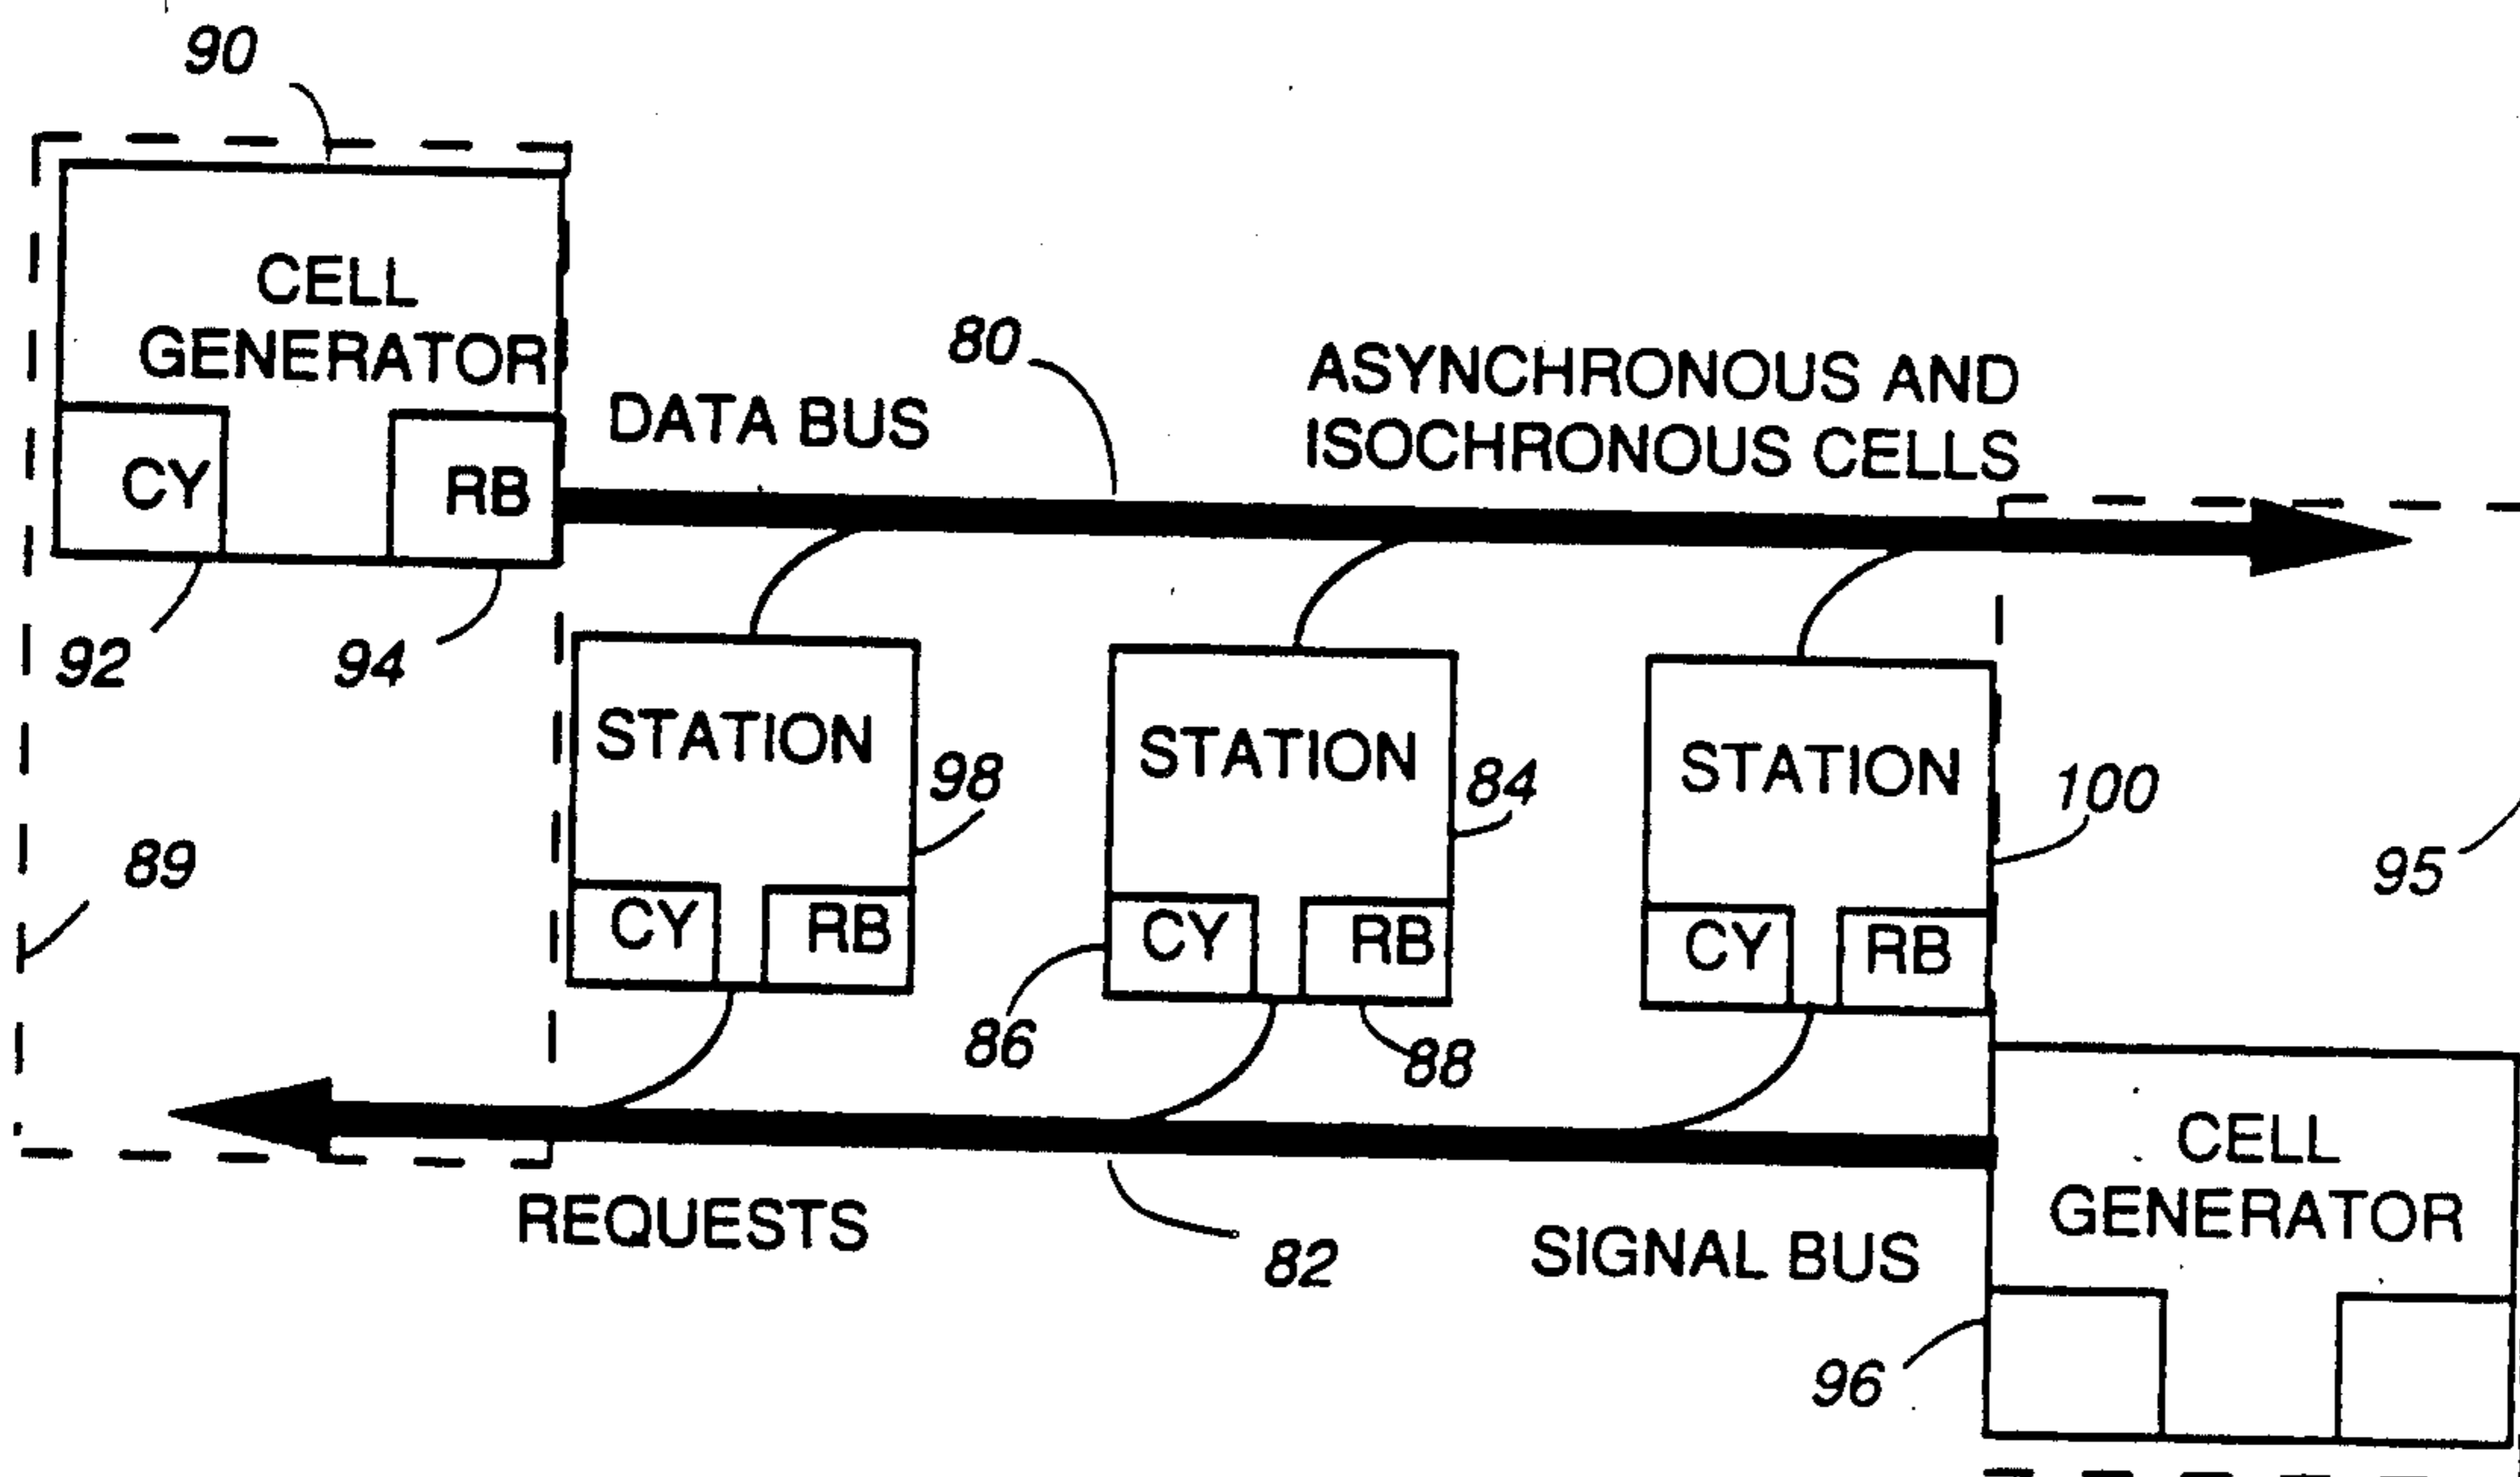 90
CELL
GENERATOR
CY
RB
92
94
DATA BUS
80
ASYNCHRONOUS AND
ISOCHRONOUS CELLS
STATION
98
CY
RB
STATION
84
CY
RB
86
88
STATION
100
CY
RB
95
89
REQUESTS
82
SIGNAL BUS
CELL
GENERATOR
96